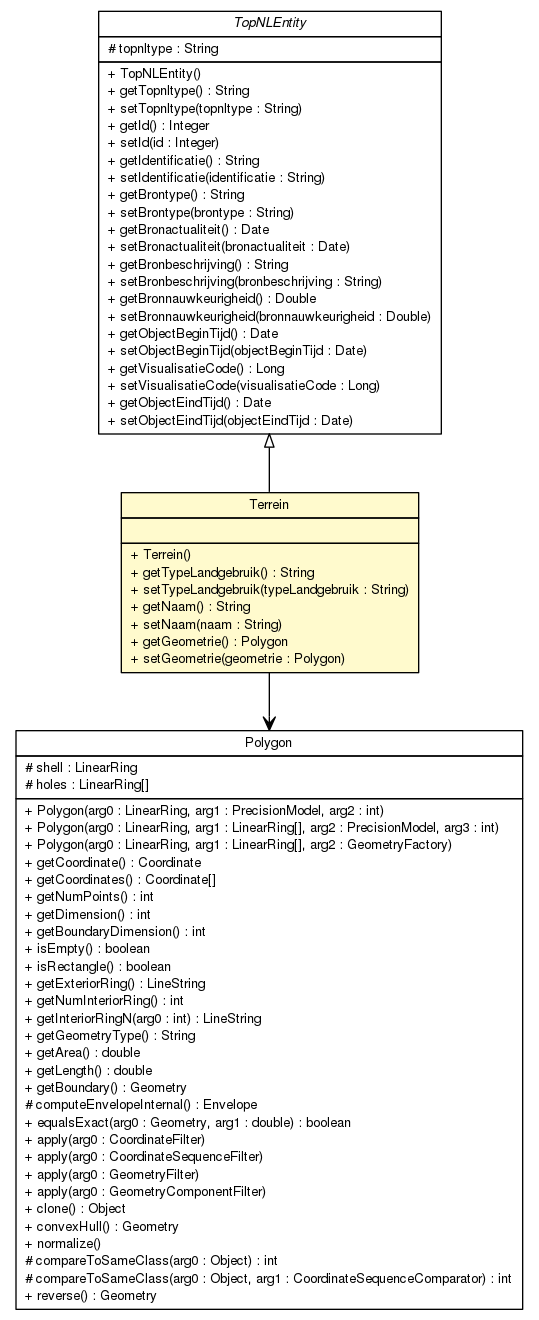 TopNLEntity
# topnltype : String
+ TopNLEntity()
+ getTopnltype() : String
+ setTopnltype(topnltype : String)
+ getId() : Integer
+ setId(id : Integer)
+ getIdentificatie() : String
+ setIdentificatie(identificatie : String)
+ getBrontype() : String
+ setBrontype(brontype : String)
+ getBronactualiteit() : Date
+ setBronactualiteit(bronactualiteit : Date)
+ getBronbeschrijving() : String
+ setBronbeschrijving(bronbeschrijving : String)
+ getBronnauwkeurigheid() : Double
+ setBronnauwkeurigheid(bronnauwkeurigheid : Double)
+ getObjectBeginTijd() : Date
+ setObjectBeginTijd(objectBeginTijd : Date)
+ getVisualisatieCode() : Long
+ setVisualisatieCode(visualisatieCode : Long)
+ getObjectEindTijd() : Date
+ setObjectEindTijd(objectEindTijd : Date)
Terrein
+ Terrein()
+ getTypeLandgebruik() : String
+ setTypeLandgebruik(typeLandgebruik : String)
+ getNaam() : String
+ setNaam(naam : String)
+ getGeometrie() : Polygon
+ setGeometrie(geometrie : Polygon)
Polygon
# shell : LinearRing
# holes : LinearRing[]
+ Polygon(arg0 : LinearRing, arg1 : PrecisionModel, arg2 : int)
+ Polygon(arg0 : LinearRing, arg1 : LinearRing[], arg2 : PrecisionModel, arg3 : int)
+ Polygon(arg0 : LinearRing, arg1 : LinearRing[], arg2 : GeometryFactory)
+ getCoordinate() : Coordinate
+ getCoordinates() : Coordinate[]
+ getNumPoints() : int
+ getDimension() : int
+ getBoundaryDimension() : int
+ isEmpty() : boolean
+ isRectangle() : boolean
+ getExteriorRing() : LineString
+ getNumInteriorRing() : int
+ getInteriorRingN(arg0 : int) : LineString
+ getGeometryType() : String
+ getArea() : double
+ getLength() : double
+ getBoundary() : Geometry
# computeEnvelopeInternal() : Envelope
+ equalsExact(arg0 : Geometry, arg1 : double) : boolean
+ apply(arg0 : CoordinateFilter)
+ apply(arg0 : CoordinateSequenceFilter)
+ apply(arg0 : GeometryFilter)
+ apply(arg0 : GeometryComponentFilter)
+ clone() : Object
+ convexHull() : Geometry
+ normalize()
# compareToSameClass(arg0 : Object) : int
# compareToSameClass(arg0 : Object, arg1 : CoordinateSequenceComparator) : int
+ reverse() : Geometry